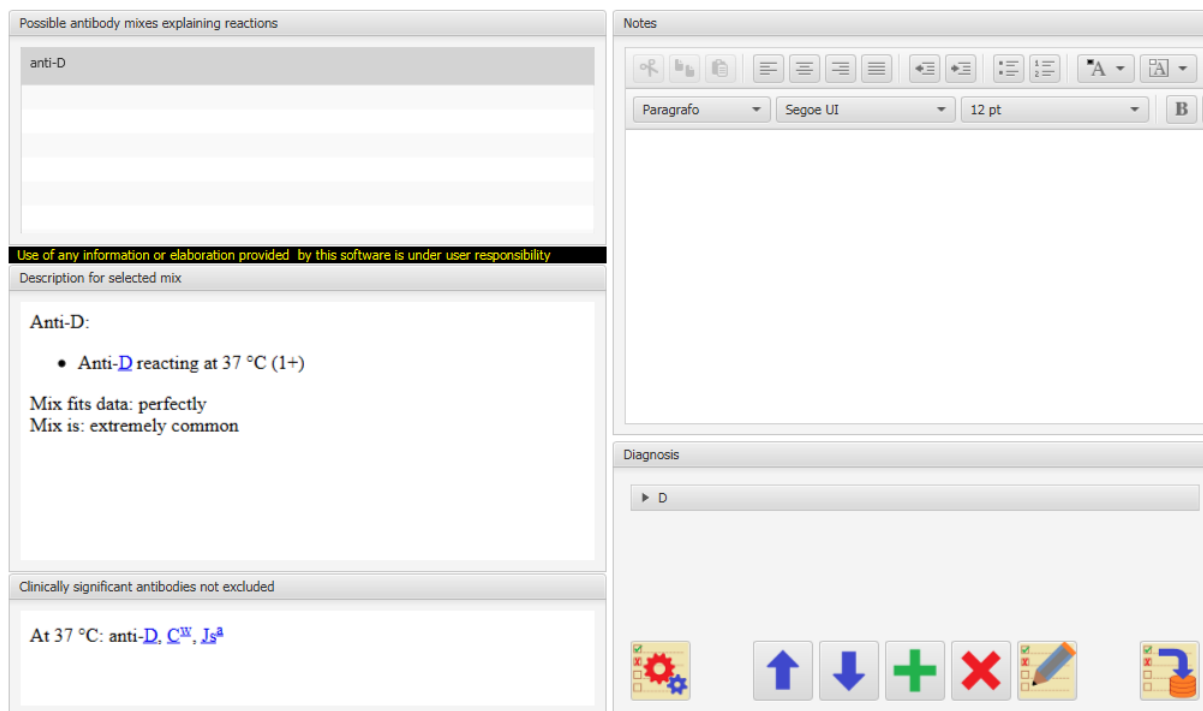 Possible antibody mixes explaining reactions
anti-D
Use of any information or elaboration provided by this software is under user responsibility
Description for selected mix
Anti-D:
• Anti-D reacting at 37 °C (1+)
Mix fits data: perfectly
Mix is: extremely common
Clinically significant antibodies not excluded
At 37 °C: anti-D, Cᵂ, Jsᵃ
Notes
A A
Paragrafo Segoe UI 12 pt B
Diagnosis
D